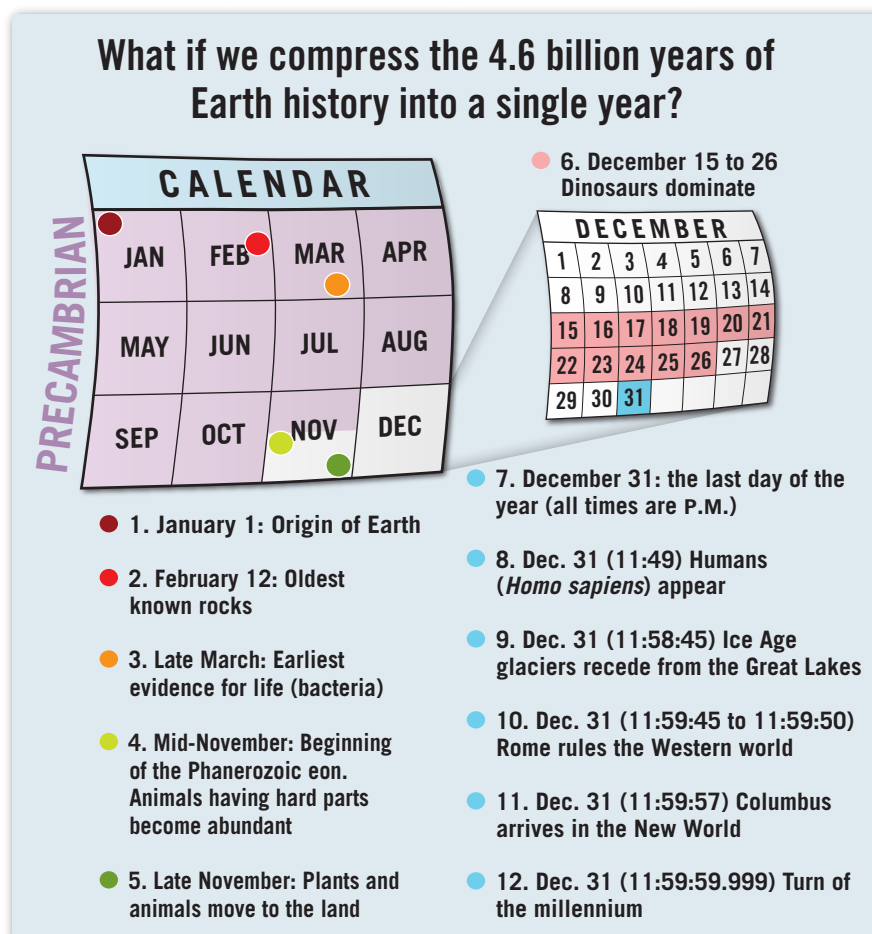 What if we compress the 4.6 billion years of
Earth history into a single year?
CALENDAR
PRECAMBRIAN
JAN FEB MAR APR
MAY JUN JUL AUG
SEP OCT NOV DEC
6. December 15 to 26
Dinosaurs dominate
DECEMBER
1 2 3 4 5 6 7
8 9 10 11 12 13 14
15 16 17 18 19 20 21
22 23 24 25 26 27 28
29 30 31
1. January 1: Origin of Earth
2. February 12: Oldest
known rocks
3. Late March: Earliest
evidence for life (bacteria)
4. Mid-November: Beginning
of the Phanerozoic eon.
Animals having hard parts
become abundant
5. Late November: Plants and
animals move to the land
7. December 31: the last day of the
year (all times are P.M.)
8. Dec. 31 (11:49) Humans
(Homo sapiens) appear
9. Dec. 31 (11:58:45) Ice Age
glaciers recede from the Great Lakes
10. Dec. 31 (11:59:45 to 11:59:50)
Rome rules the Western world
11. Dec. 31 (11:59:57) Columbus
arrives in the New World
12. Dec. 31 (11:59:59.999) Turn of
the millennium